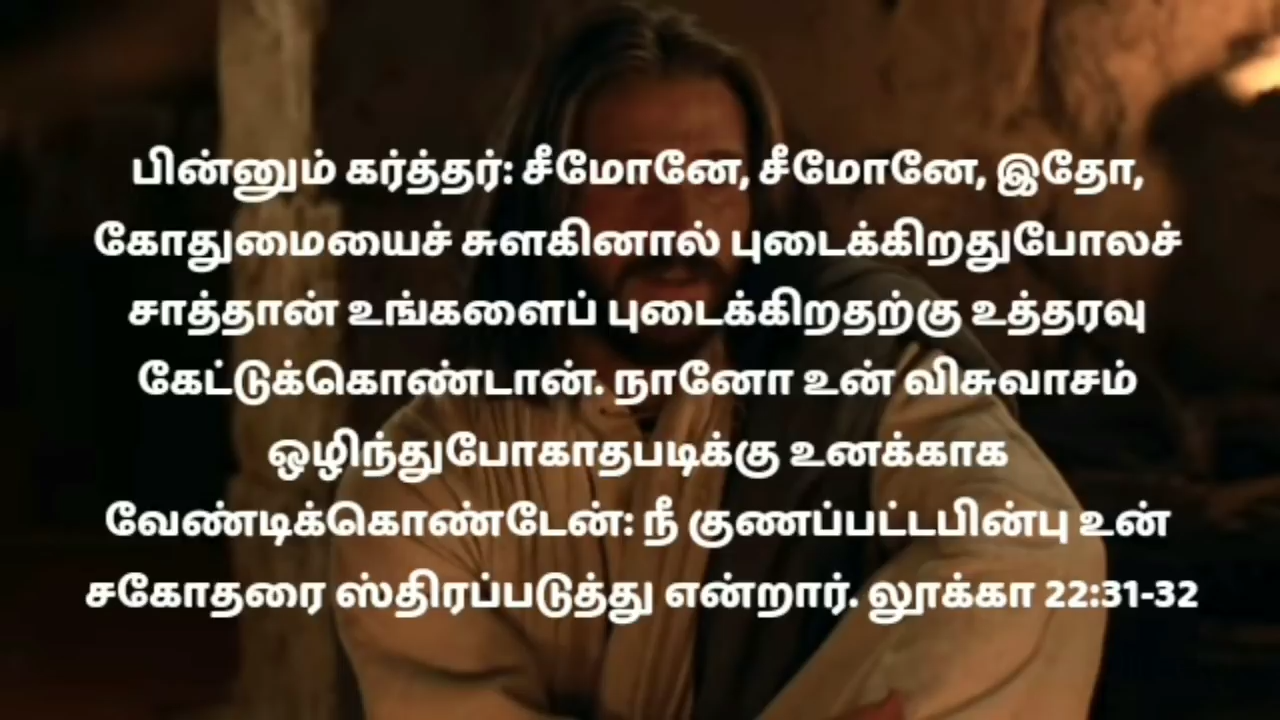 பின்னும் கர்த்தர்: சீமோனே, சீமோனே, இதோ,
கோதுமையைச் சுளகினால் புடைக்கிறதுபோலச்
சாத்தான் உங்களைப் புடைக்கிறதற்கு உத்தரவு
கேட்டுக்கொண்டான். நானோ உன் விசுவாசம்
ஒழிந்துபோகாதபடிக்கு உனக்காக
வேண்டிக்கொண்டேன்: நீ குணப்பட்டபின்பு உன்
சகோதரை ஸ்திரப்படுத்து என்றார். லூக்கா 22:31-32